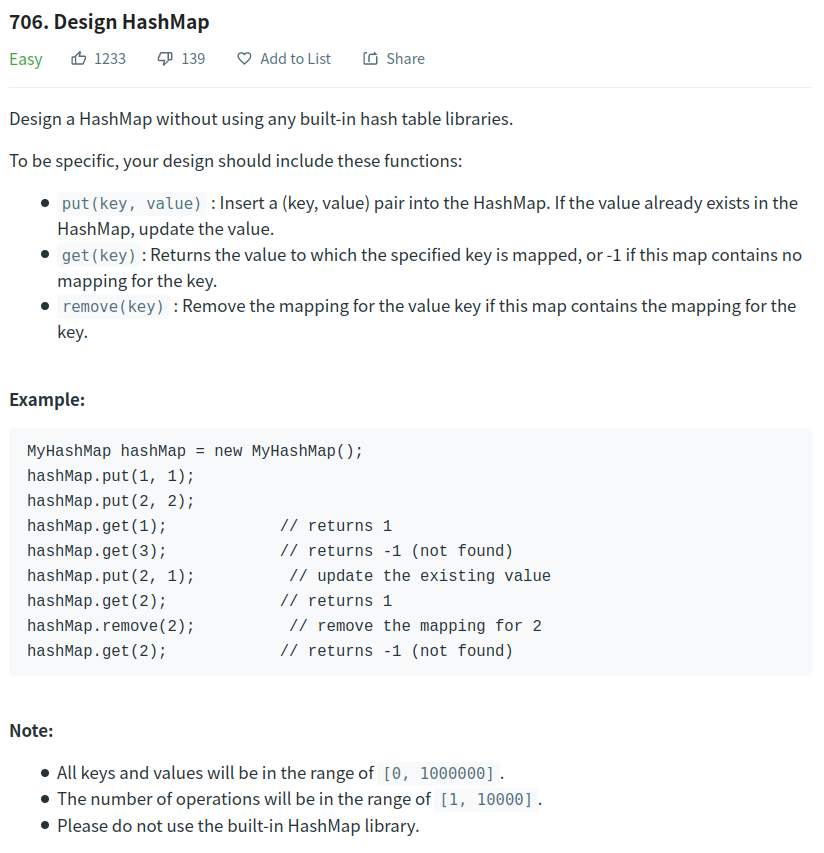 706. Design HashMap
Easy 1233 139 Add to List Share
Design a HashMap without using any built-in hash table libraries.
To be specific, your design should include these functions:
• put(key, value) : Insert a (key, value) pair into the HashMap. If the value already exists in the
HashMap, update the value.
• get(key) : Returns the value to which the specified key is mapped, or -1 if this map contains no
mapping for the key.
• remove(key) : Remove the mapping for the value key if this map contains the mapping for the
key.
Example:
MyHashMap hashMap = new MyHashMap();
hashMap.put(1, 1);
hashMap.put(2, 2);
hashMap.get(1);            // returns 1
hashMap.get(3);            // returns -1 (not found)
hashMap.put(2, 1);          // update the existing value
hashMap.get(2);            // returns 1
hashMap.remove(2);          // remove the mapping for 2
hashMap.get(2);            // returns -1 (not found)
Note:
• All keys and values will be in the range of [0, 1000000] .
• The number of operations will be in the range of [1, 10000] .
• Please do not use the built-in HashMap library.